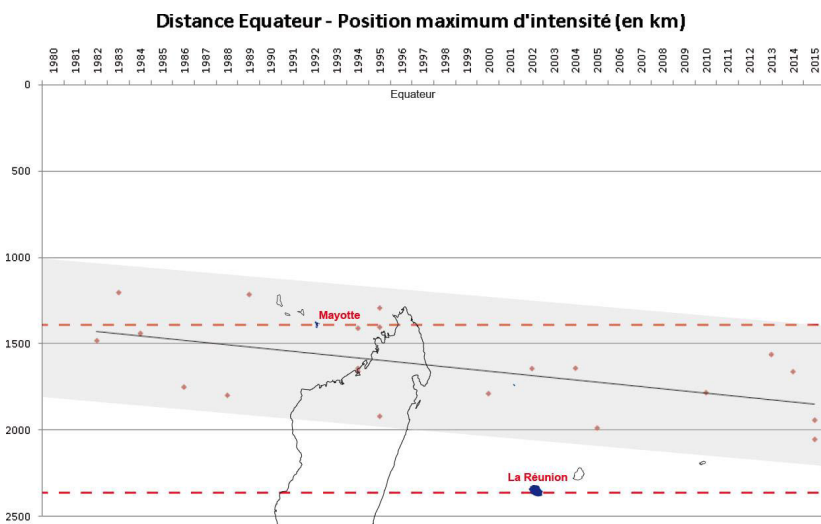 Distance Equateur - Position maximum d'intensité (en km)
1980 1981 1982 1983 1984 1985 1986 1987 1988 1989 1990 1991 1992 1993 1994 1995 1996 1997 2000 2001 2002 2003 2004 2005 2006 2007 2008 2009 2010 2011 2012 2013 2014 2015
0
Equateur
500
1000
Mayotte
1500
2000
La Réunion
2500